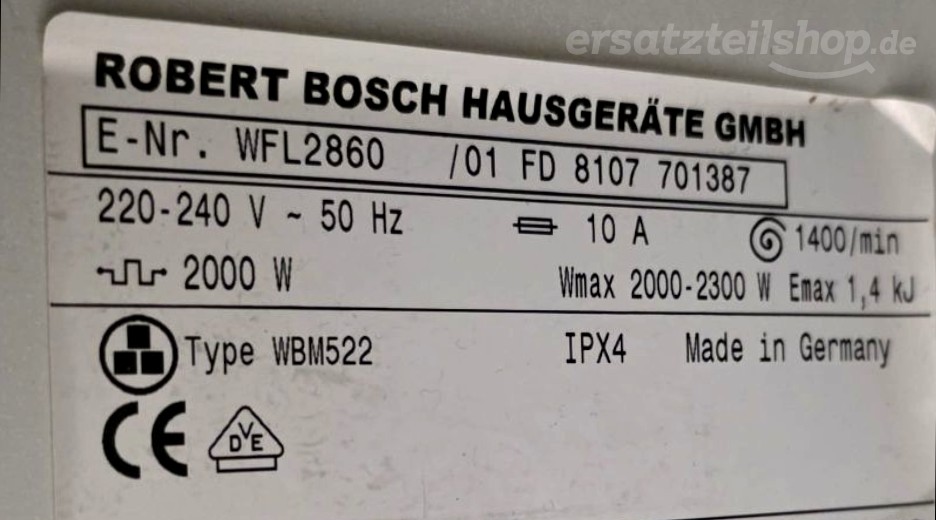 ersatzteilshop.de
ROBERT BOSCH HAUSGERÄTE GMBH
E-Nr. WFL2860 /01 FD 8107 701387
220-240 V ~ 50 Hz 10 A 1400/min
2000 W Wmax 2000-2300 W Emax 1,4 kJ
Type WBM522 IPX4 Made in Germany
CE DVE